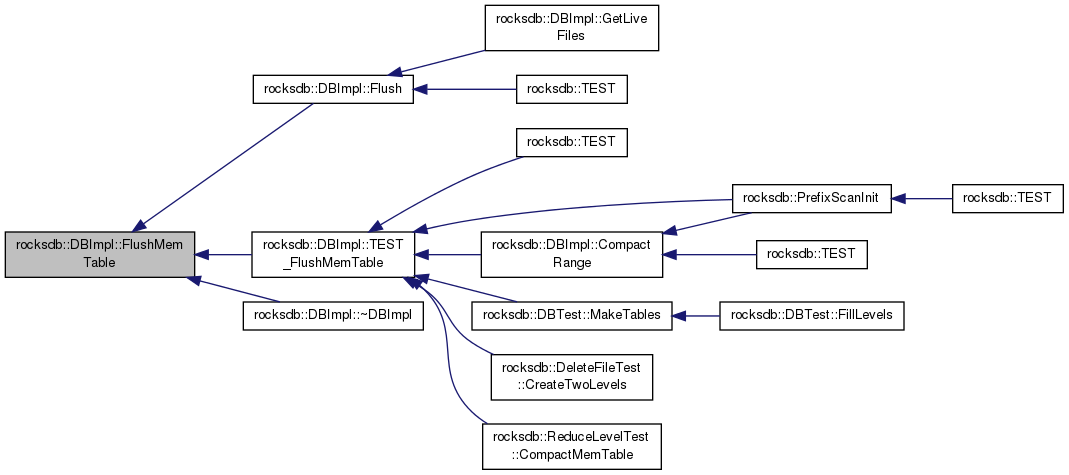 rocksdb::DBImpl::GetLive
Files
rocksdb::DBImpl::Flush
rocksdb::TEST
rocksdb::TEST
rocksdb::PrefixScanInit
rocksdb::TEST
rocksdb::DBImpl::FlushMem
Table
rocksdb::DBImpl::TEST
_FlushMemTable
rocksdb::DBImpl::Compact
Range
rocksdb::TEST
rocksdb::DBImpl::~DBImpl
rocksdb::DBTest::MakeTables
rocksdb::DBTest::FillLevels
rocksdb::DeleteFileTest
::CreateTwoLevels
rocksdb::ReduceLevelTest
::CompactMemTable